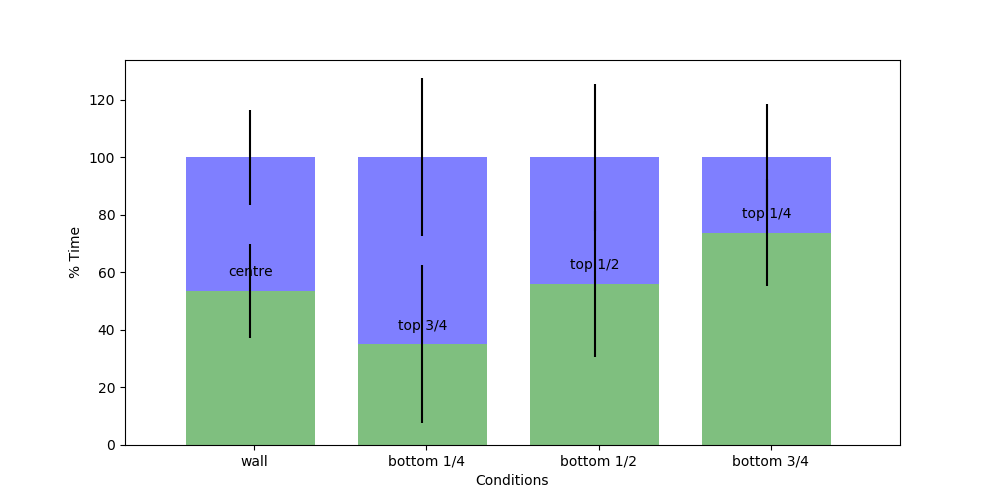 120
100
80
60
40
20
0
% Time
centre
top 3/4
top 1/2
top 1/4
wall
bottom 1/4
bottom 1/2
bottom 3/4
Conditions